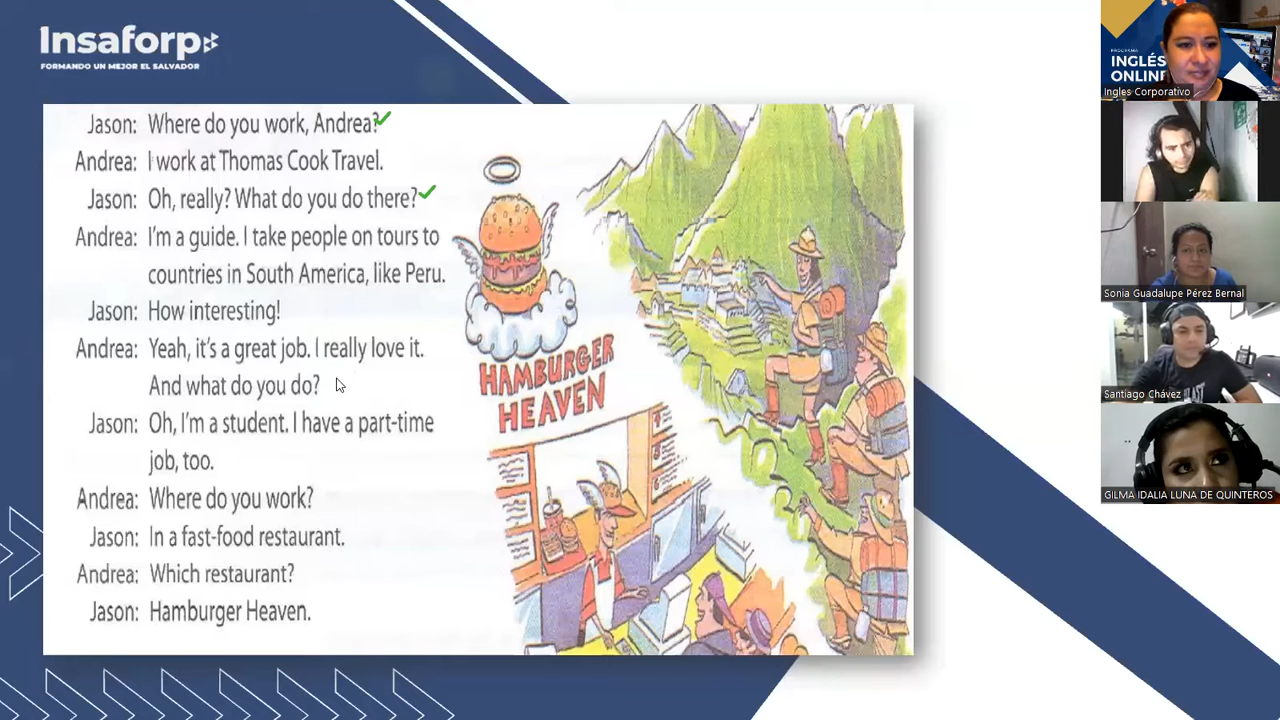 Insaforp
FORMANDO UN MEJOR EL SALVADOR
Jason: Where do you work, Andrea?
Andrea: I work at Thomas Cook Travel.
Jason: Oh, really? What do you do there?
Andrea: I'm a guide. I take people on tours to
countries in South America, like Peru.
Jason: How interesting!
Andrea: Yeah, it's a great job. I really love it.
And what do you do?
Jason: Oh, I'm a student. I have a part-time
job, too.
Andrea: Where do you work?
Jason: In a fast-food restaurant.
Andrea: Which restaurant?
Jason: Hamburger Heaven.
HAMBURGER
HEAVEN
PROGRAMA
INGLÉS
ONLINE
Ingles Corporativo
Sonia Guadalupe Pérez Bernal
Santiago Chávez
GILMA IDALIA LUNA DE QUINTEROS